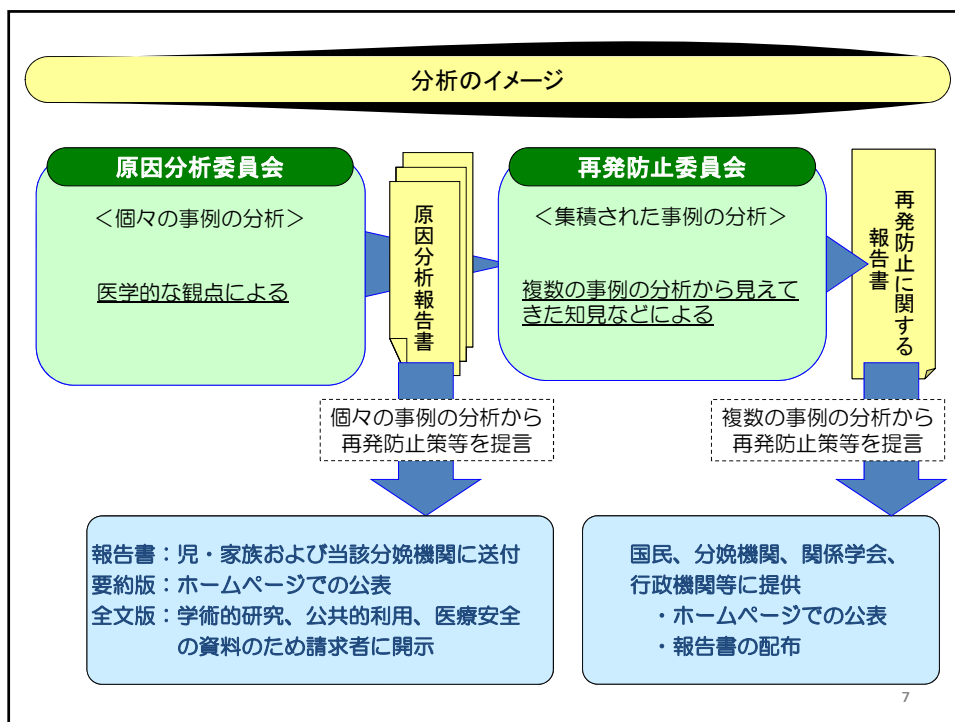 分析のイメージ
原因分析委員会
＜個々の事例の分析＞
医学的な観点による
原因分析報告書
再発防止委員会
＜集積された事例の分析＞
複数の事例の分析から見えて
きた知見などによる
再発防止に関する
報告書
個々の事例の分析から
再発防止策等を提言
複数の事例の分析から
再発防止策等を提言
報告書：児・家族および当該分娩機関に送付
要約版：ホームページでの公表
全文版：学術的研究、公共的利用、医療安全
の資料のため請求者に開示
国民、分娩機関、関係学会、
行政機関等に提供
・ホームページでの公表
・報告書の配布
7